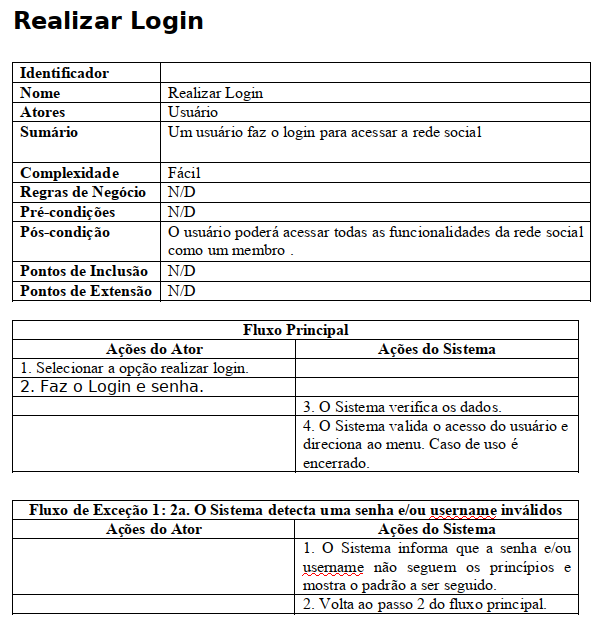 Realizar Login
Identificador
Nome Realizar Login
Atores Usuário
Sumário Um usuário faz o login para acessar a rede social
Complexidade Fácil
Regras de Negócio N/D
Pré-condições N/D
Pós-condição O usuário poderá acessar todas as funcionalidades da rede social
como um membro .
Pontos de Inclusão N/D
Pontos de Extensão N/D
Fluxo Principal
Ações do Ator Ações do Sistema
1. Selecionar a opção realizar login.
2. Faz o Login e senha.
3. O Sistema verifica os dados.
4. O Sistema valida o acesso do usuário e
direciona ao menu. Caso de uso é
encerrado.
Fluxo de Exceção 1: 2a. O Sistema detecta uma senha e/ou username inválidos
Ações do Ator Ações do Sistema
1. O Sistema informa que a senha e/ou
username não seguem os princípios e
mostra o padrão a ser seguido.
2. Volta ao passo 2 do fluxo principal.